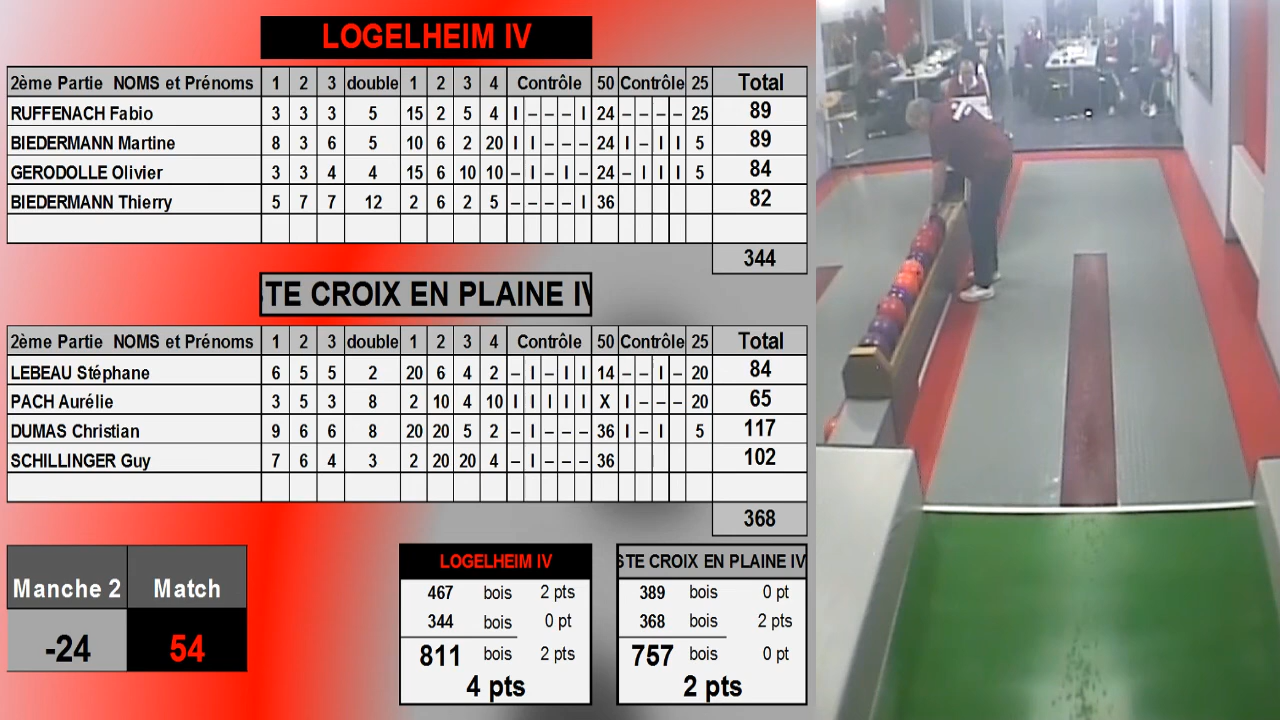 LOGELHEIM IV
2ème Partie NOMS et Prénoms 1 2 3 double 1 2 3 4 Contrôle 50 Contrôle 25 Total
RUFFENACH Fabio 3 3 3 5 15 2 5 4 I – – – I 24 – – – – 25 89
BIEDERMANN Martine 8 3 6 5 10 6 2 20 I I – – – 24 I – I I 5 89
GERODOLLE Olivier 3 3 4 4 15 6 10 10 – I – I – 24 – I I I 5 84
BIEDERMANN Thierry 5 7 7 12 2 6 2 5 – – – – I 36 82
344
STE CROIX EN PLAINE IV
2ème Partie NOMS et Prénoms 1 2 3 double 1 2 3 4 Contrôle 50 Contrôle 25 Total
LEBEAU Stéphane 6 5 5 2 20 6 4 2 – I – I I 14 – – I – 20 84
PACH Aurélie 3 5 3 8 2 10 4 10 I I I I I X I – – – 20 65
DUMAS Christian 9 6 6 8 20 20 5 2 – I – – – 36 I – I 5 117
SCHILLINGER Guy 7 6 4 3 2 20 20 4 – I – – – 36 102
368
Manche 2 Match
-24 54
LOGELHEIM IV
467 bois 2 pts
344 bois 0 pt
811 bois 2 pts
4 pts
STE CROIX EN PLAINE IV
389 bois 0 pt
368 bois 2 pts
757 bois 0 pt
2 pts